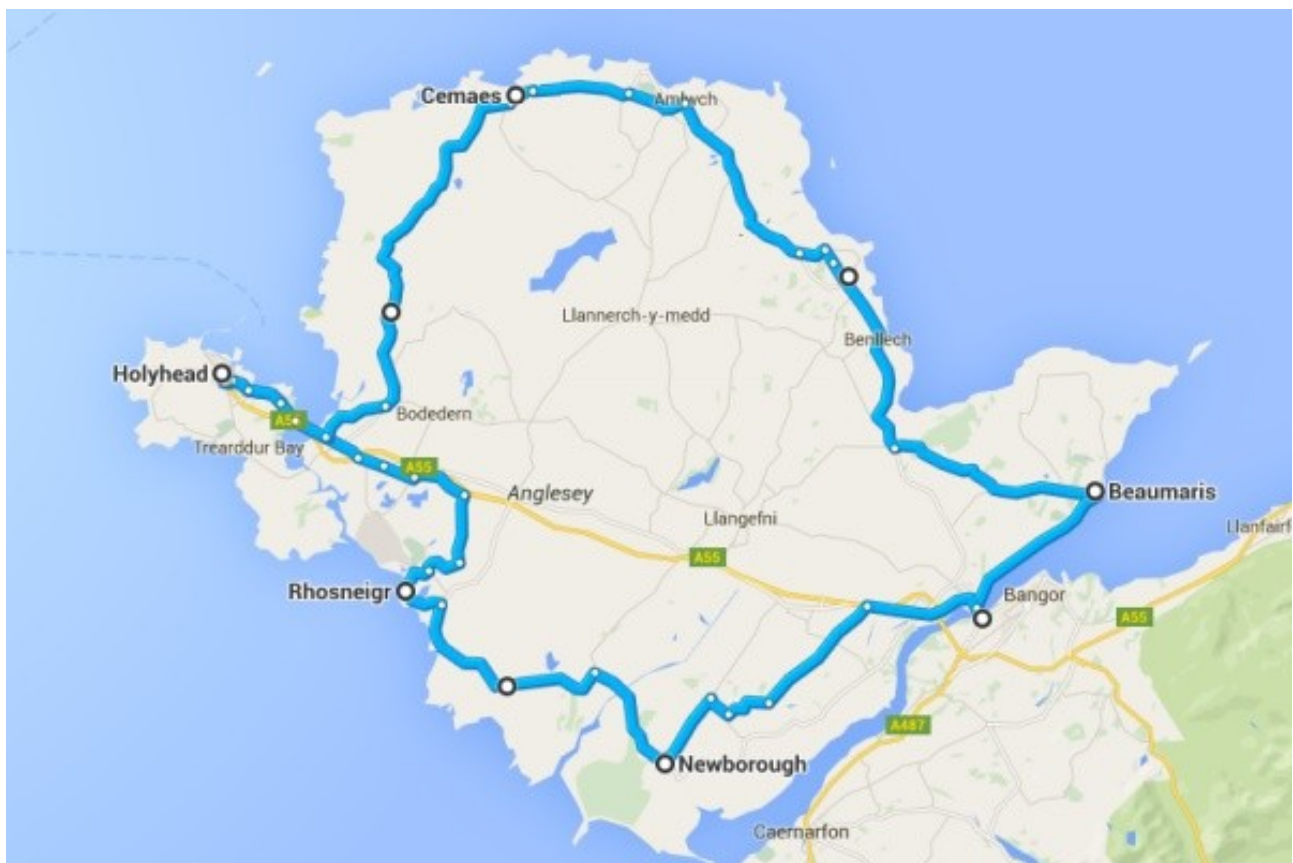 Cemaes
Amlwch
Llannerch-y-medd
Benllech
Holyhead
Bodedern
Trearddur Bay
A55
Anglesey
Beaumaris
Llangefni
Llanfairf
A55
Rhosneigr
Bangor
A55
A487
Newborough
Caernarfon